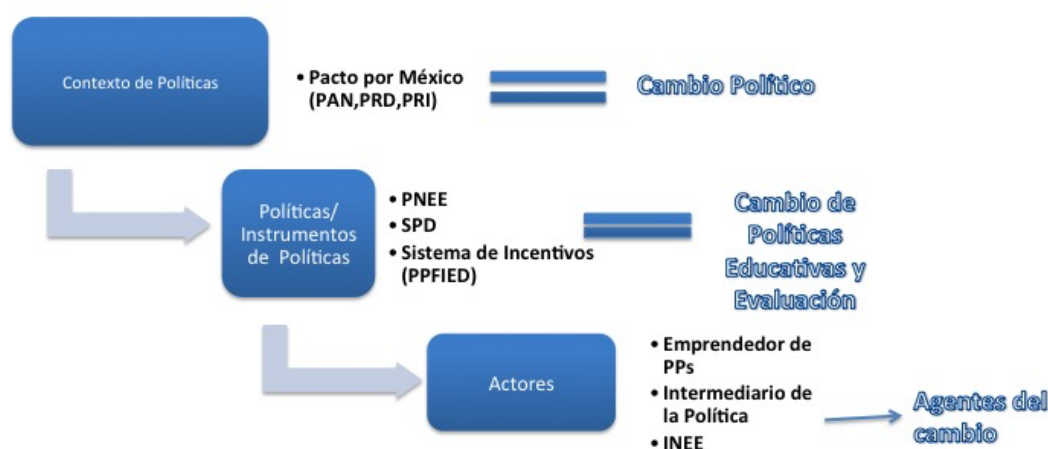 Contexto de Políticas
• Pacto por México
(PAN,PRD,PRI)
Cambio Político
Políticas/
Instrumentos
de Políticas
• PNEE
• SPD
• Sistema de Incentivos
(PPFIED)
Cambio de
Políticas
Educativas y
Evaluación
Actores
• Emprendedor de
PPs
• Intermediario de
la Política
• INEE
Agentes del
cambio